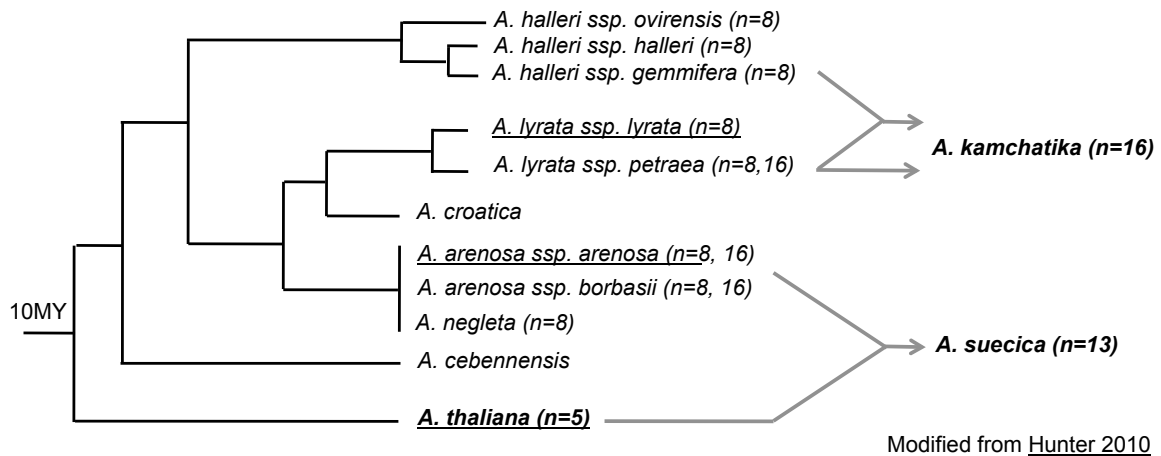 A. halleri ssp. ovirensis (n=8)
A. halleri ssp. halleri (n=8)
A. halleri ssp. gemmifera (n=8)
A. lyrata ssp. lyrata (n=8)
A. kamchatika (n=16)
A. lyrata ssp. petraea (n=8,16)
A. croatica
A. arenosa ssp. arenosa (n=8, 16)
A. arenosa ssp. borbasii (n=8, 16)
10MY
A. negleta (n=8)
A. suecica (n=13)
A. cebennensis
A. thaliana (n=5)
Modified from Hunter 2010